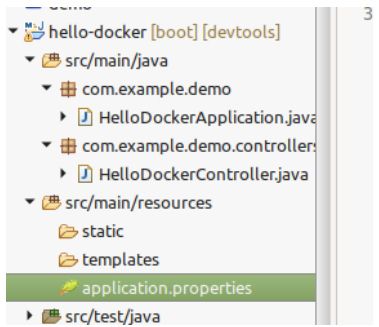 3
hello-docker [boot] [devtools]
src/main/java
com.example.demo
HelloDockerApplication.java
com.example.demo.controllers
HelloDockerController.java
src/main/resources
static
templates
application.properties
src/test/java